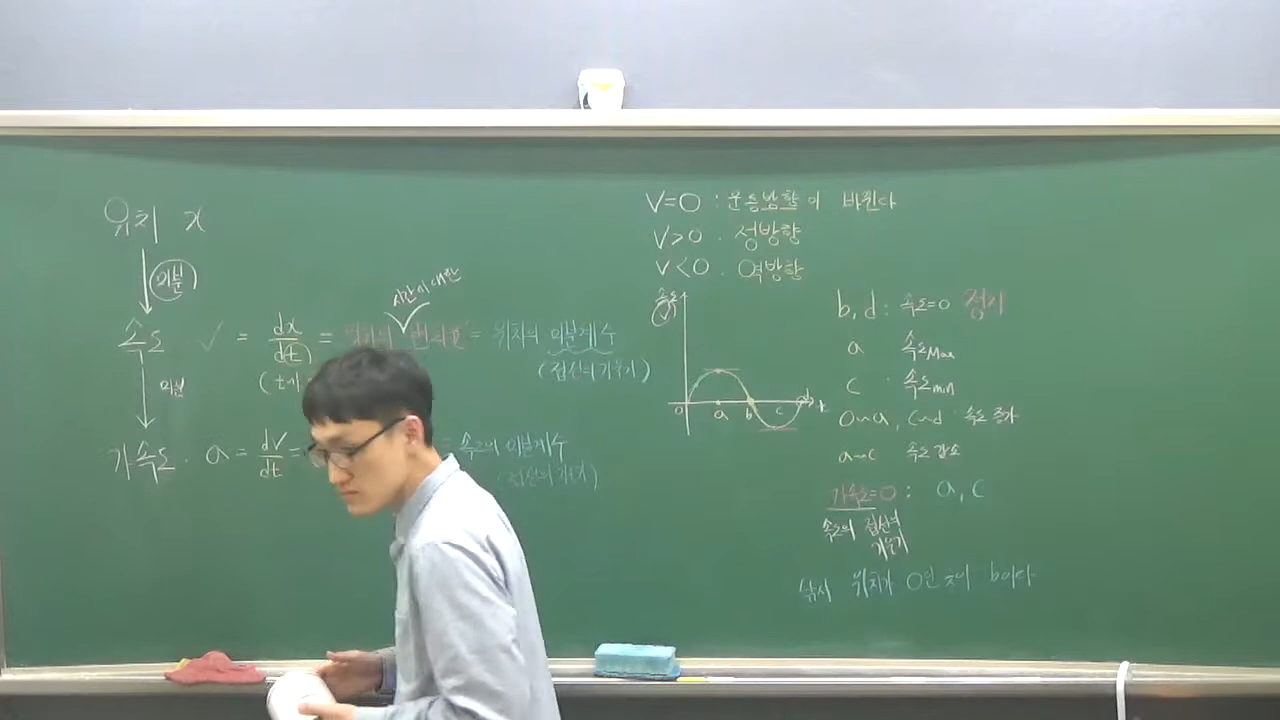 위치 x
미분
시간에 대한
속도 v = dx/dt = 위치의 변화율 = 위치의 미분계수
(접선의 기울기)
미분
가속도 a = dv/dt = 속도의 미분계수
(접선의 기울기)
V=0 : 운동방향이 바뀐다
V>0 . 정방향
V<0 . 역방향
속도
V
0 a b c d t
b, d : 속도=0 정지
a 속도Max
c 속도min
0~a, c~d 속도 증가
a~c 속도 감소
가속도=0 : a, c
속도의 접선의
기울기
위치가 0인 점이 b이다